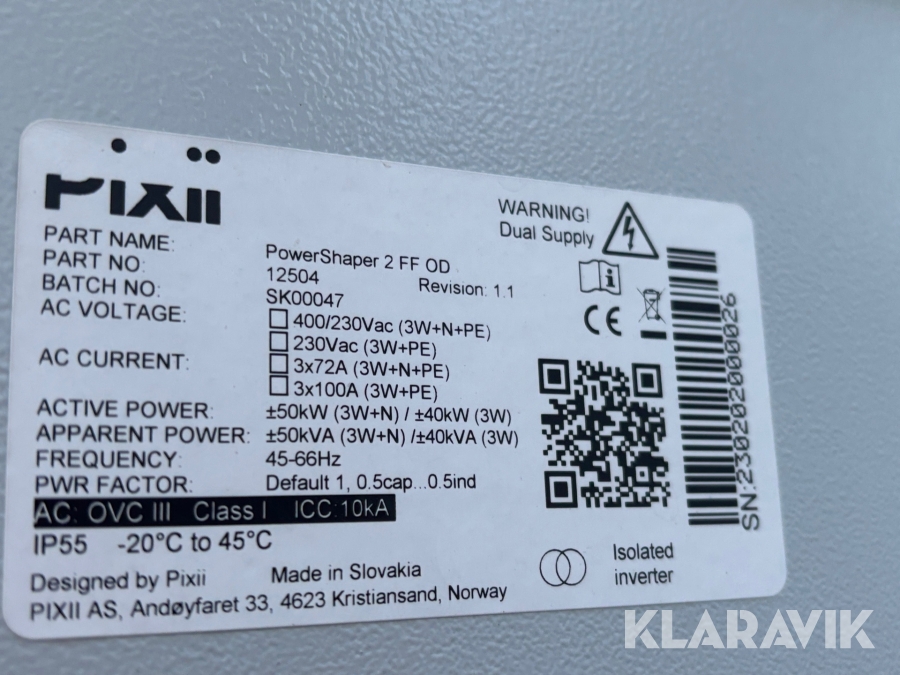 Pixii
WARNING!
Dual Supply
PART NAME: PowerShaper 2 FF OD
PART NO: 12504 Revision: 1.1
BATCH NO: SK00047
AC VOLTAGE: 400/230Vac (3W+N+PE)
230Vac (3W+PE)
AC CURRENT: 3x72A (3W+N+PE)
3x100A (3W+PE)
ACTIVE POWER: ±50kW (3W+N) / ±40kW (3W)
APPARENT POWER: ±50kVA (3W+N) /±40kVA (3W)
FREQUENCY: 45-66Hz
PWR FACTOR: Default 1, 0.5cap...0.5ind
AC: OVC III Class I ICC:10kA
IP55 -20°C to 45°C
Designed by Pixii Made in Slovakia
PIXII AS, Andøyfaret 33, 4623 Kristiansand, Norway
i
CE
SN:230202000026
Isolated
inverter
KLARAVIK